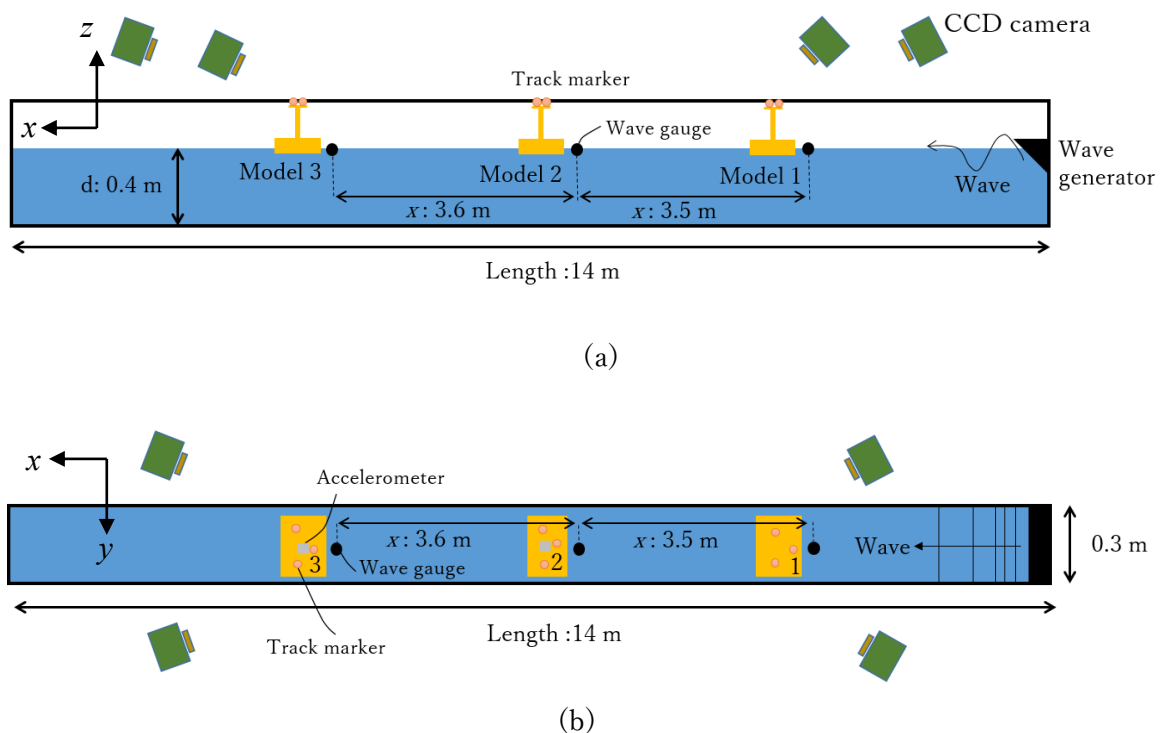 z
CCD camera
Track marker
x
Wave gauge
Model 3
Model 2
Model 1
Wave
generator
d: 0.4 m
Wave
x: 3.6 m
x: 3.5 m
Length :14 m
(a)
x
Accelerometer
y
x: 3.6 m
x: 3.5 m
Wave
0.3 m
3
2
1
Wave gauge
Length :14 m
Track marker
(b)